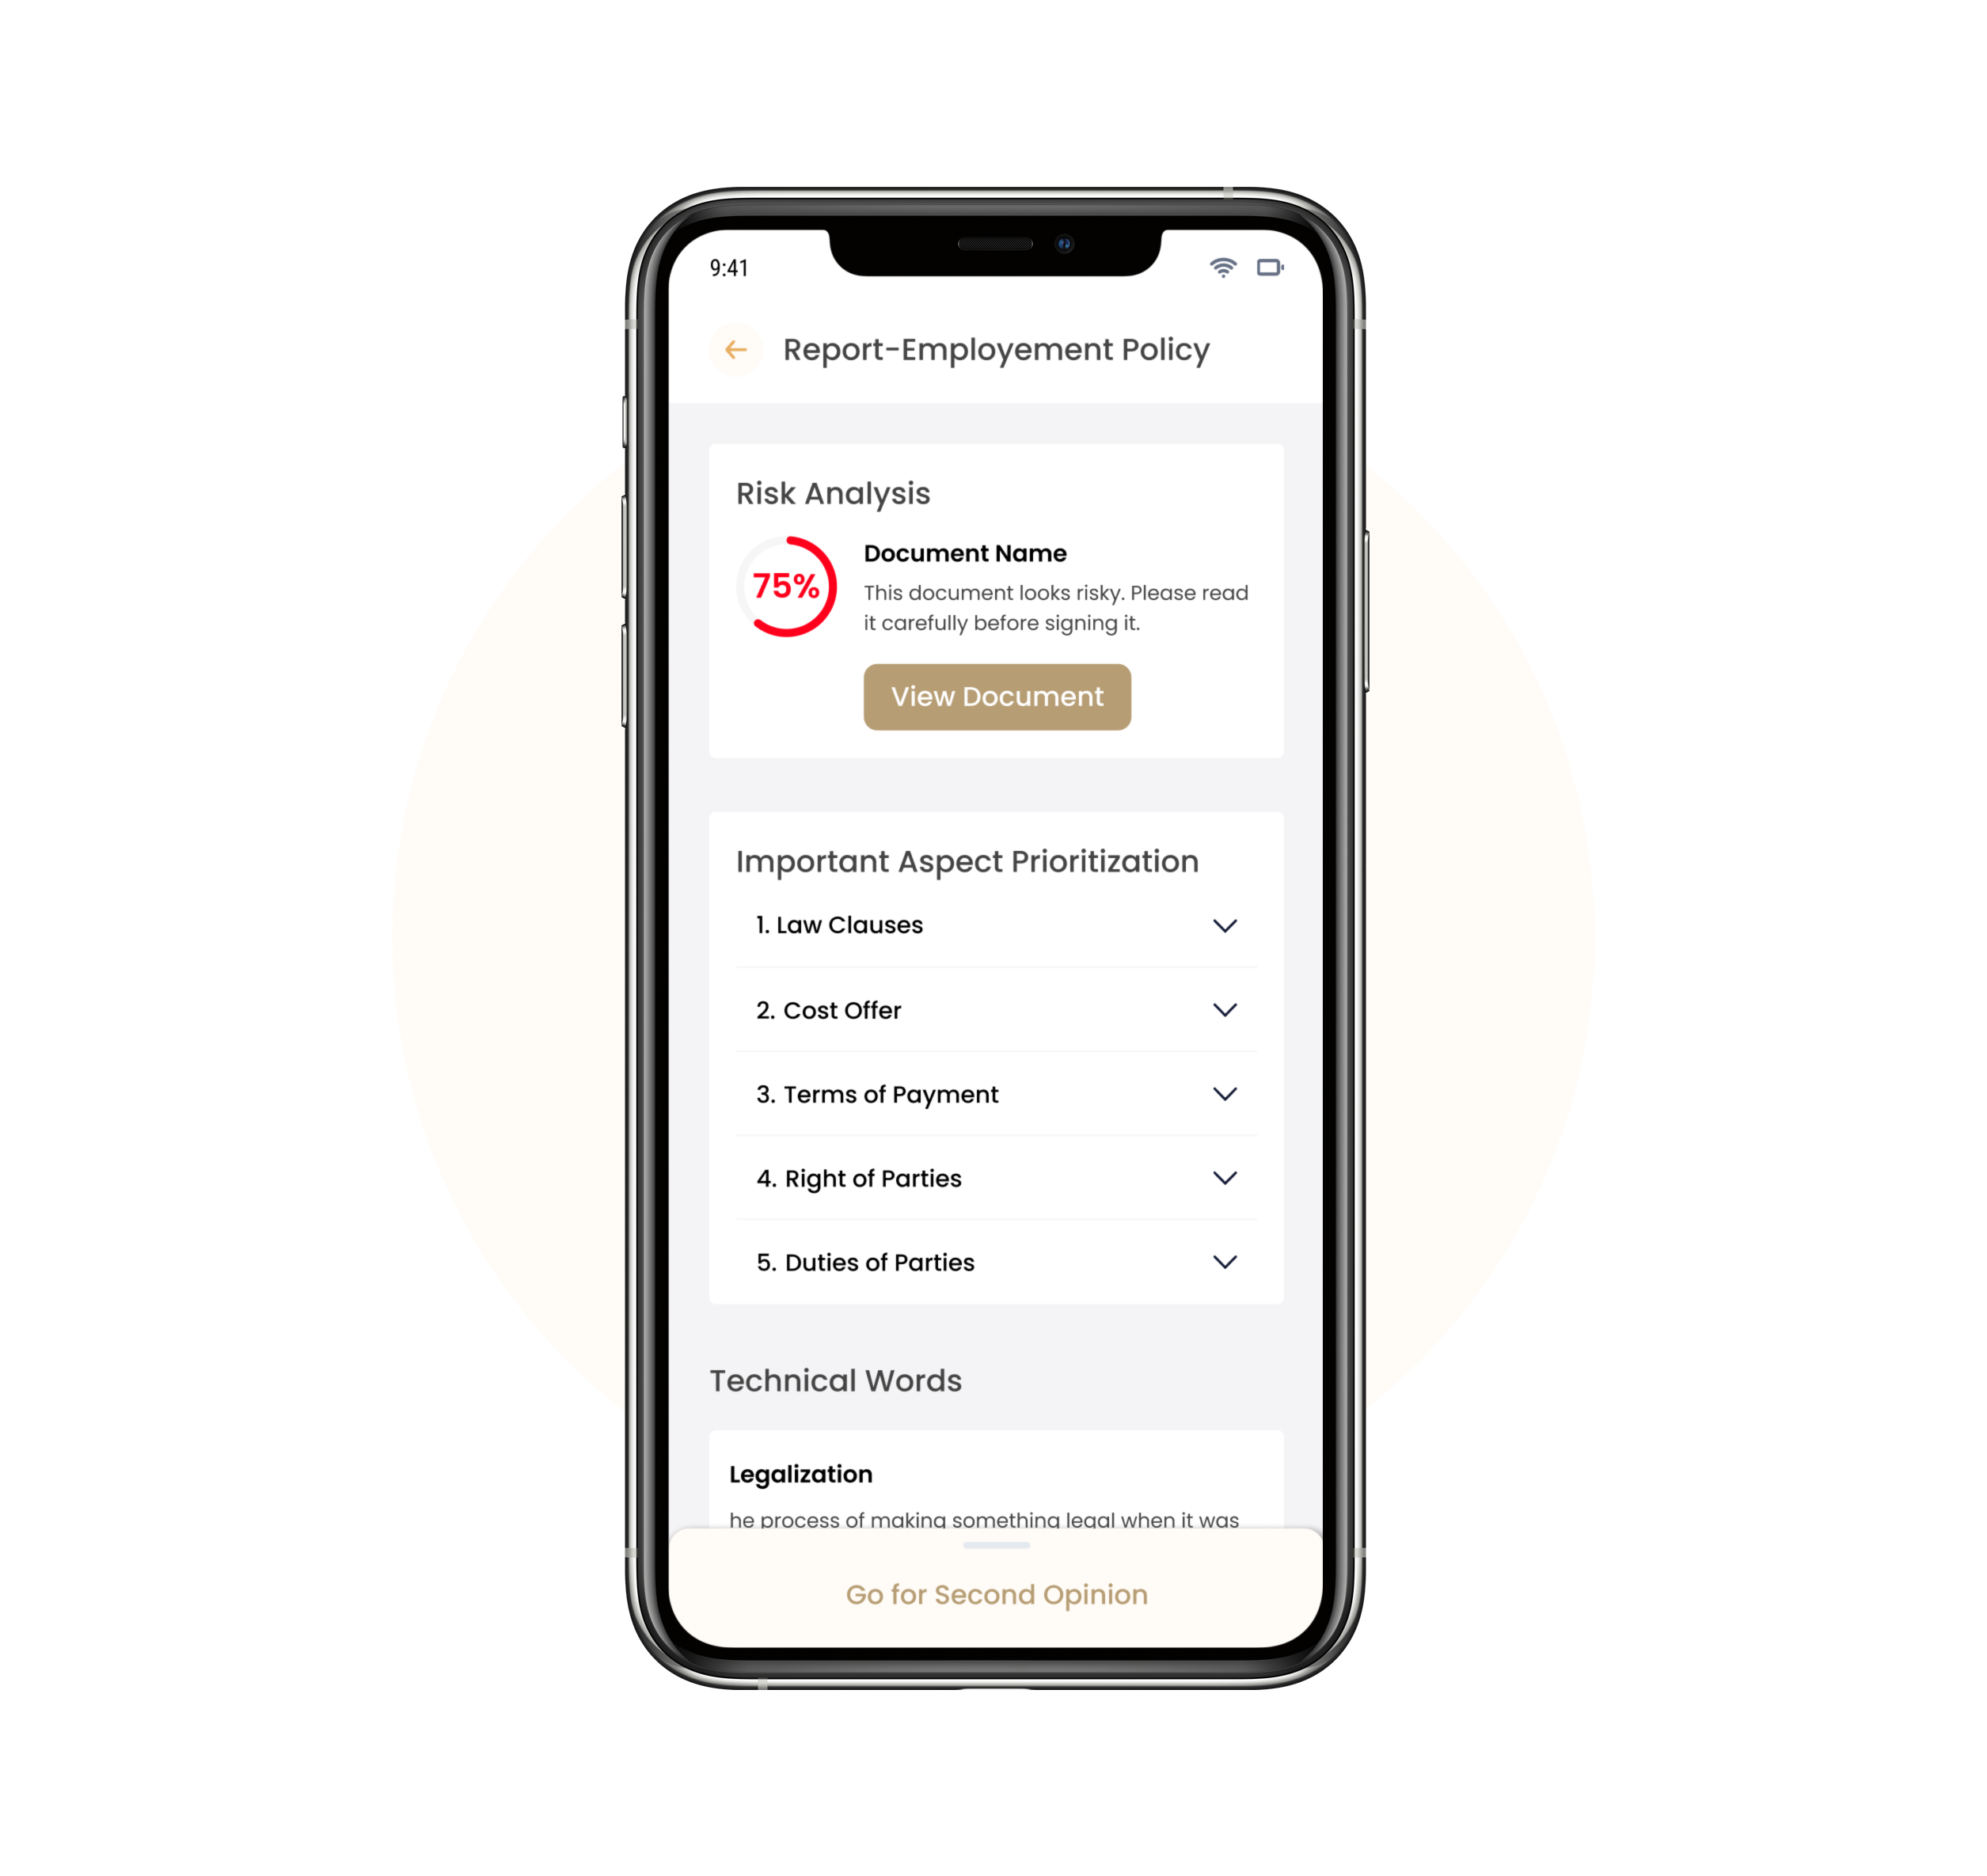 9:41
Report-Employement Policy
Risk Analysis
75%
Document Name
This document looks risky. Please read
it carefully before signing it.
View Document
Important Aspect Prioritization
1. Law Clauses
2. Cost Offer
3. Terms of Payment
4. Right of Parties
5. Duties of Parties
Technical Words
Legalization
he process of making something legal when it was
Go for Second Opinion